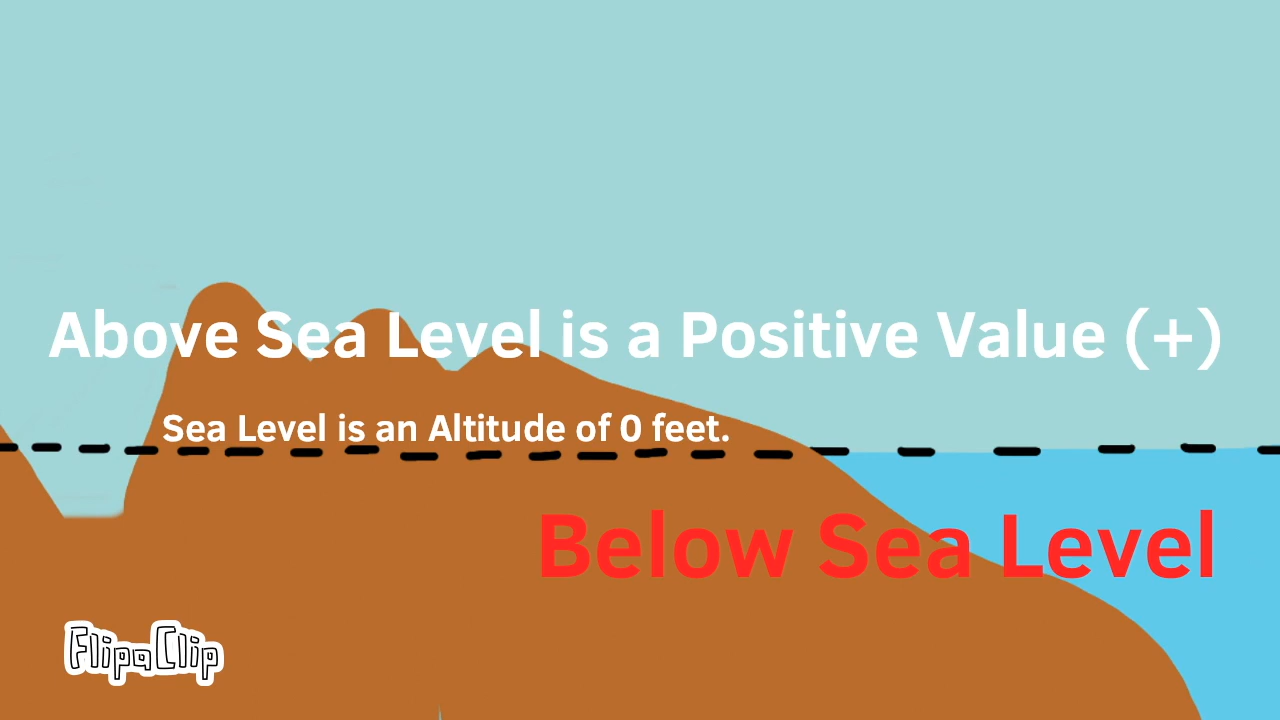 Above Sea Level is a Positive Value (+)
Sea Level is an Altitude of 0 feet.
Below Sea Level
FlipaClip